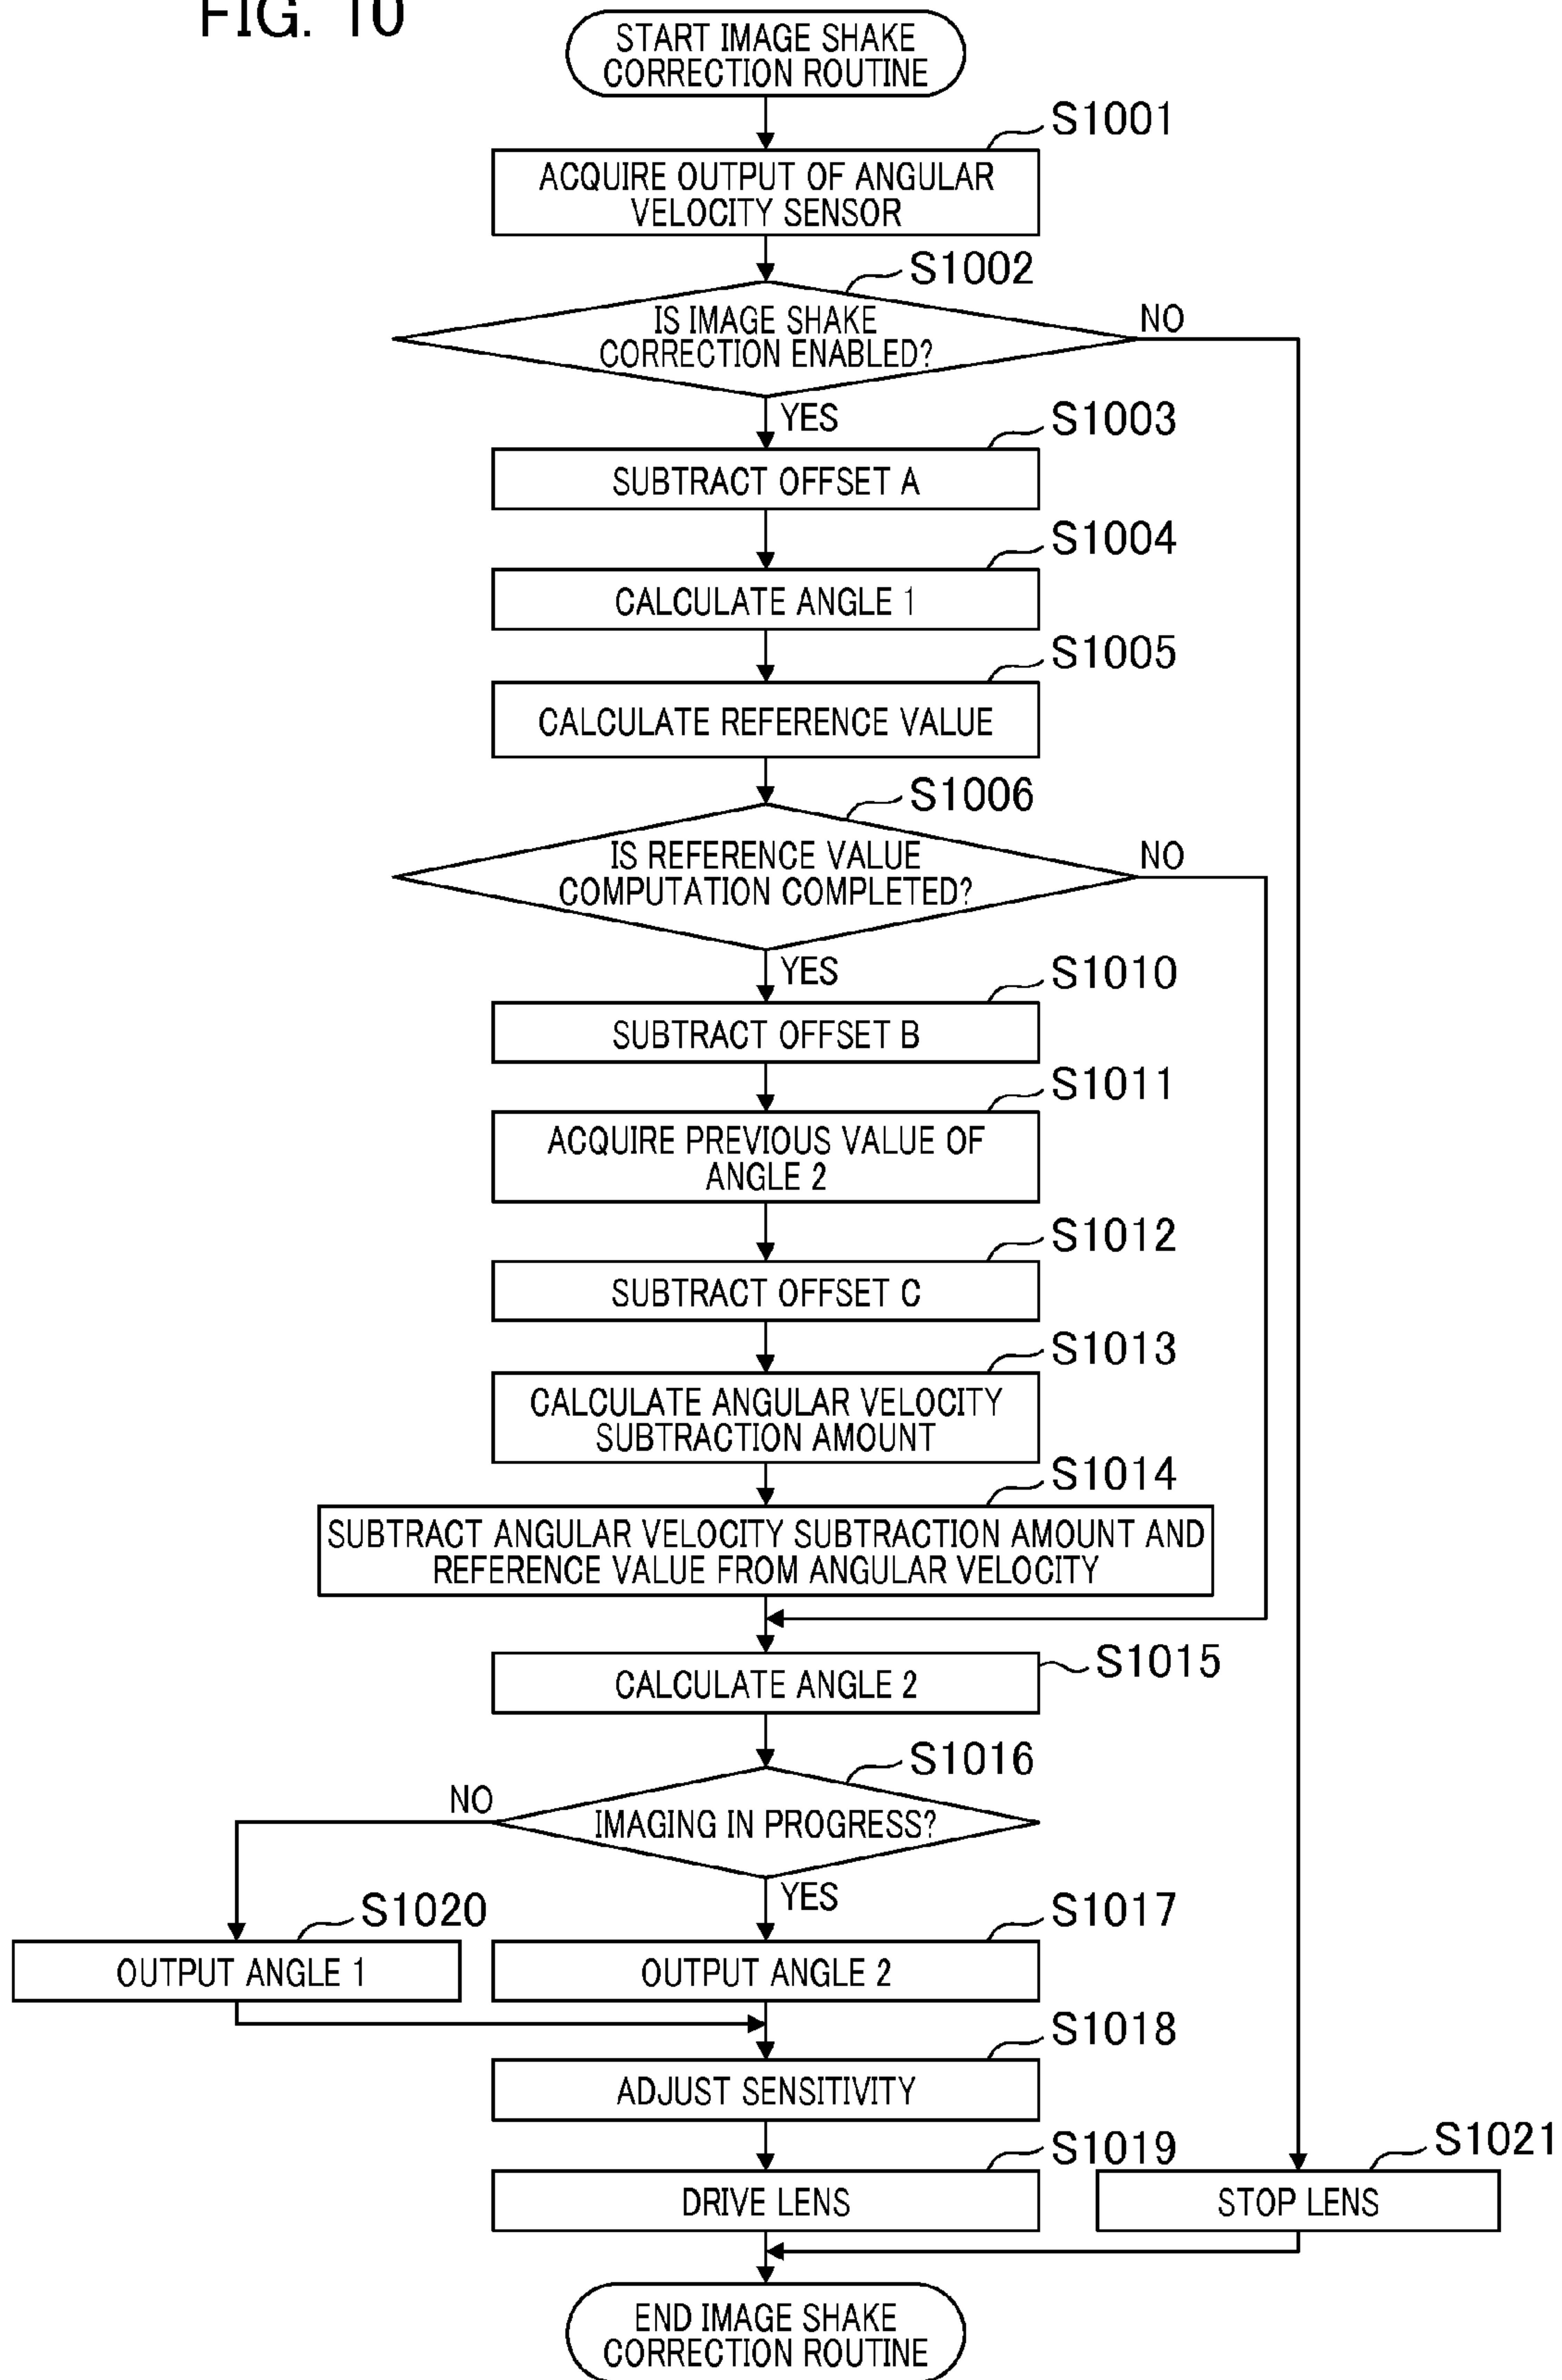 FIG. 10
START IMAGE SHAKE
CORRECTION ROUTINE
S1001
ACQUIRE OUTPUT OF ANGULAR
VELOCITY SENSOR
S1002
IS IMAGE SHAKE
CORRECTION ENABLED?
NO
YES
S1003
SUBTRACT OFFSET A
S1004
CALCULATE ANGLE 1
S1005
CALCULATE REFERENCE VALUE
S1006
IS REFERENCE VALUE
COMPUTATION COMPLETED?
NO
YES
S1010
SUBTRACT OFFSET B
S1011
ACQUIRE PREVIOUS VALUE OF
ANGLE 2
S1012
SUBTRACT OFFSET C
S1013
CALCULATE ANGULAR VELOCITY
SUBTRACTION AMOUNT
S1014
SUBTRACT ANGULAR VELOCITY SUBTRACTION AMOUNT AND
REFERENCE VALUE FROM ANGULAR VELOCITY
S1015
CALCULATE ANGLE 2
S1016
IMAGING IN PROGRESS?
NO
YES
S1020
OUTPUT ANGLE 1
S1017
OUTPUT ANGLE 2
S1018
ADJUST SENSITIVITY
S1019
DRIVE LENS
S1021
STOP LENS
END IMAGE SHAKE
CORRECTION ROUTINE